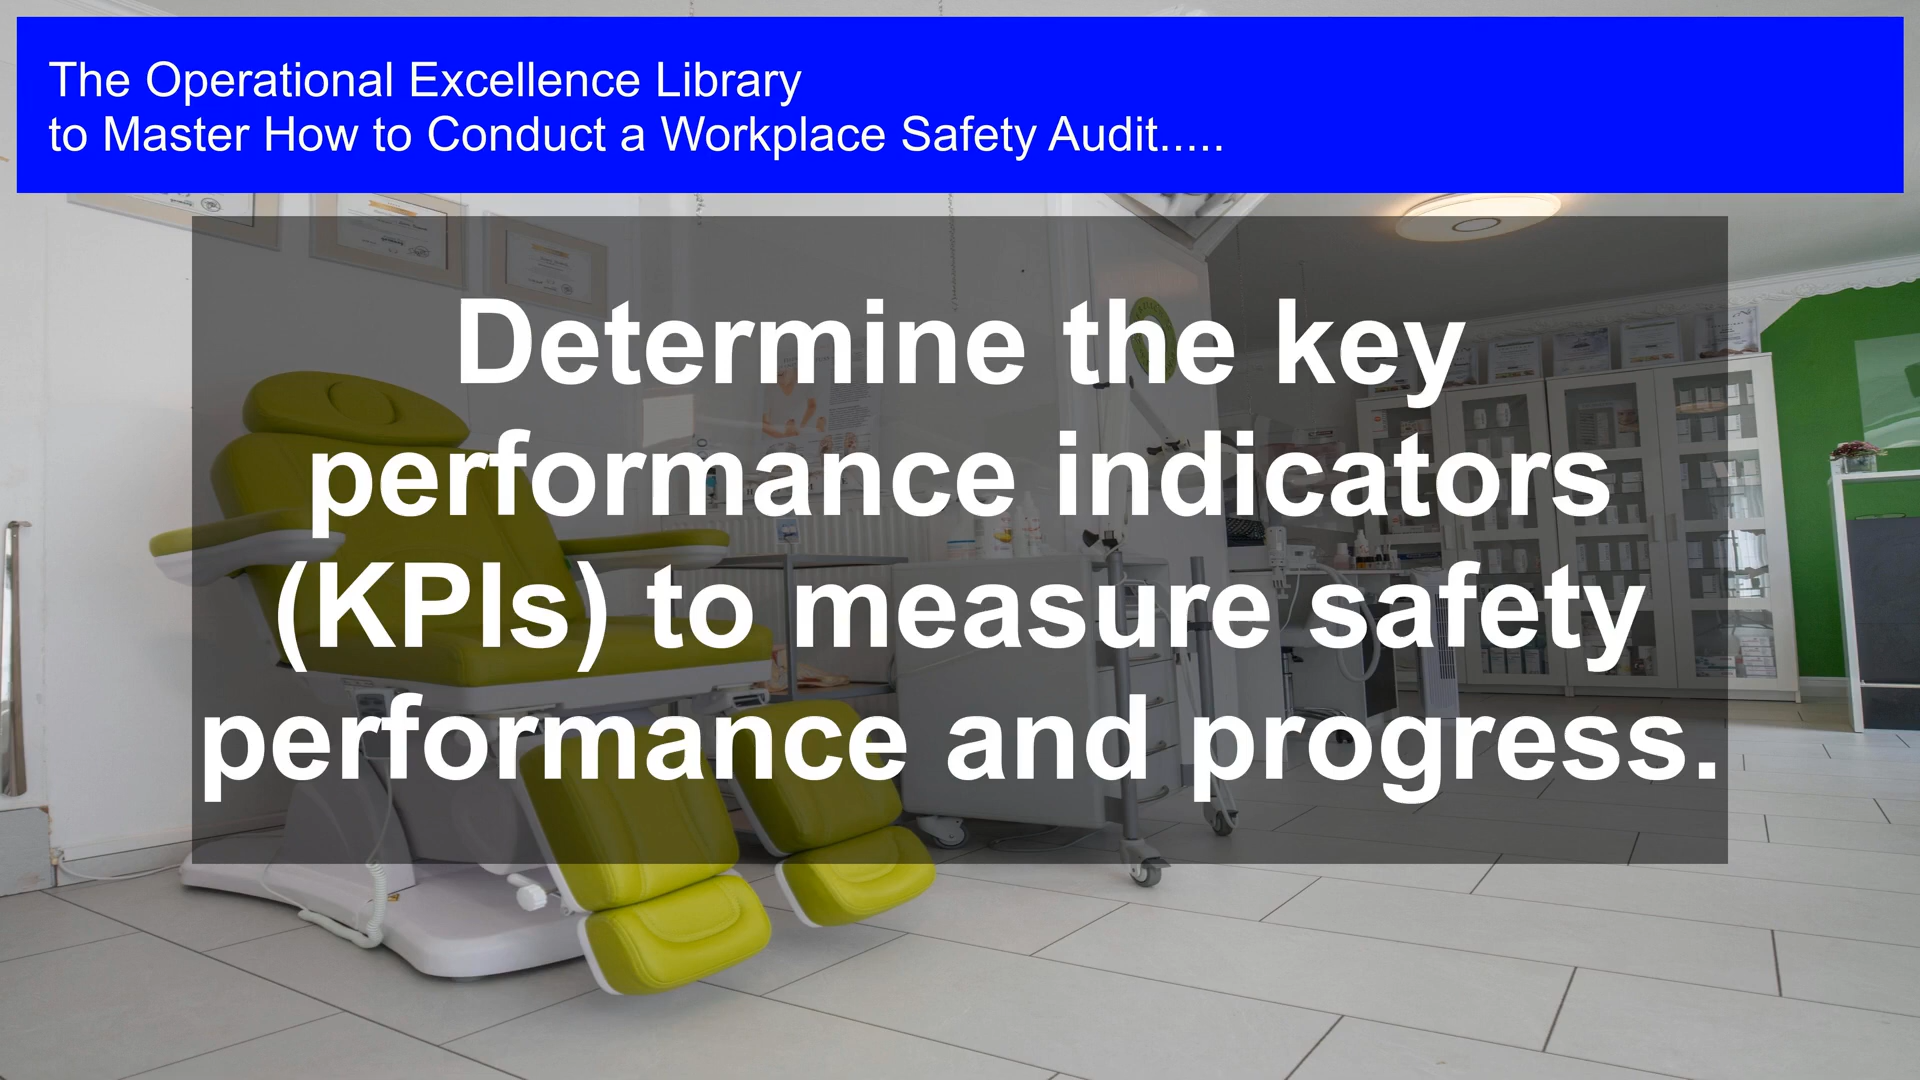 The Operational Excellence Library
to Master How to Conduct a Workplace Safety Audit.....
Determine the key
performance indicators
(KPIs) to measure safety
performance and progress.